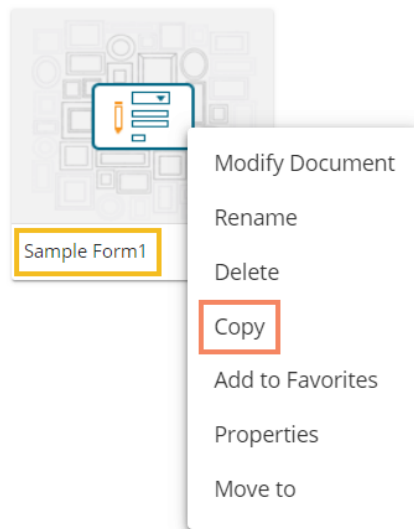 Sample Form1
Modify Document
Rename
Delete
Copy
Add to Favorites
Properties
Move to